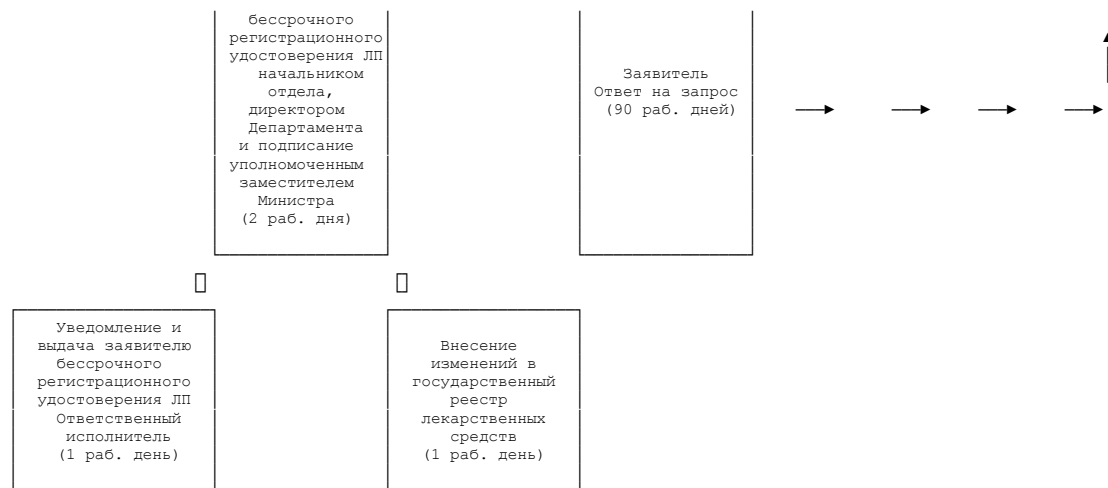 бессрочного
регистрационного
удостоверения ЛП
начальником
отдела,
директором
Департамента
и подписание
уполномоченным
заместителем
Министра
(2 раб. дня)
Заявитель
Ответ на запрос
(90 раб. дней)
Уведомление и
выдача заявителю
бессрочного
регистрационного
удостоверения ЛП
Ответственный
исполнитель
(1 раб. день)
Внесение
изменений в
государственный
реестр
лекарственных
средств
(1 раб. день)